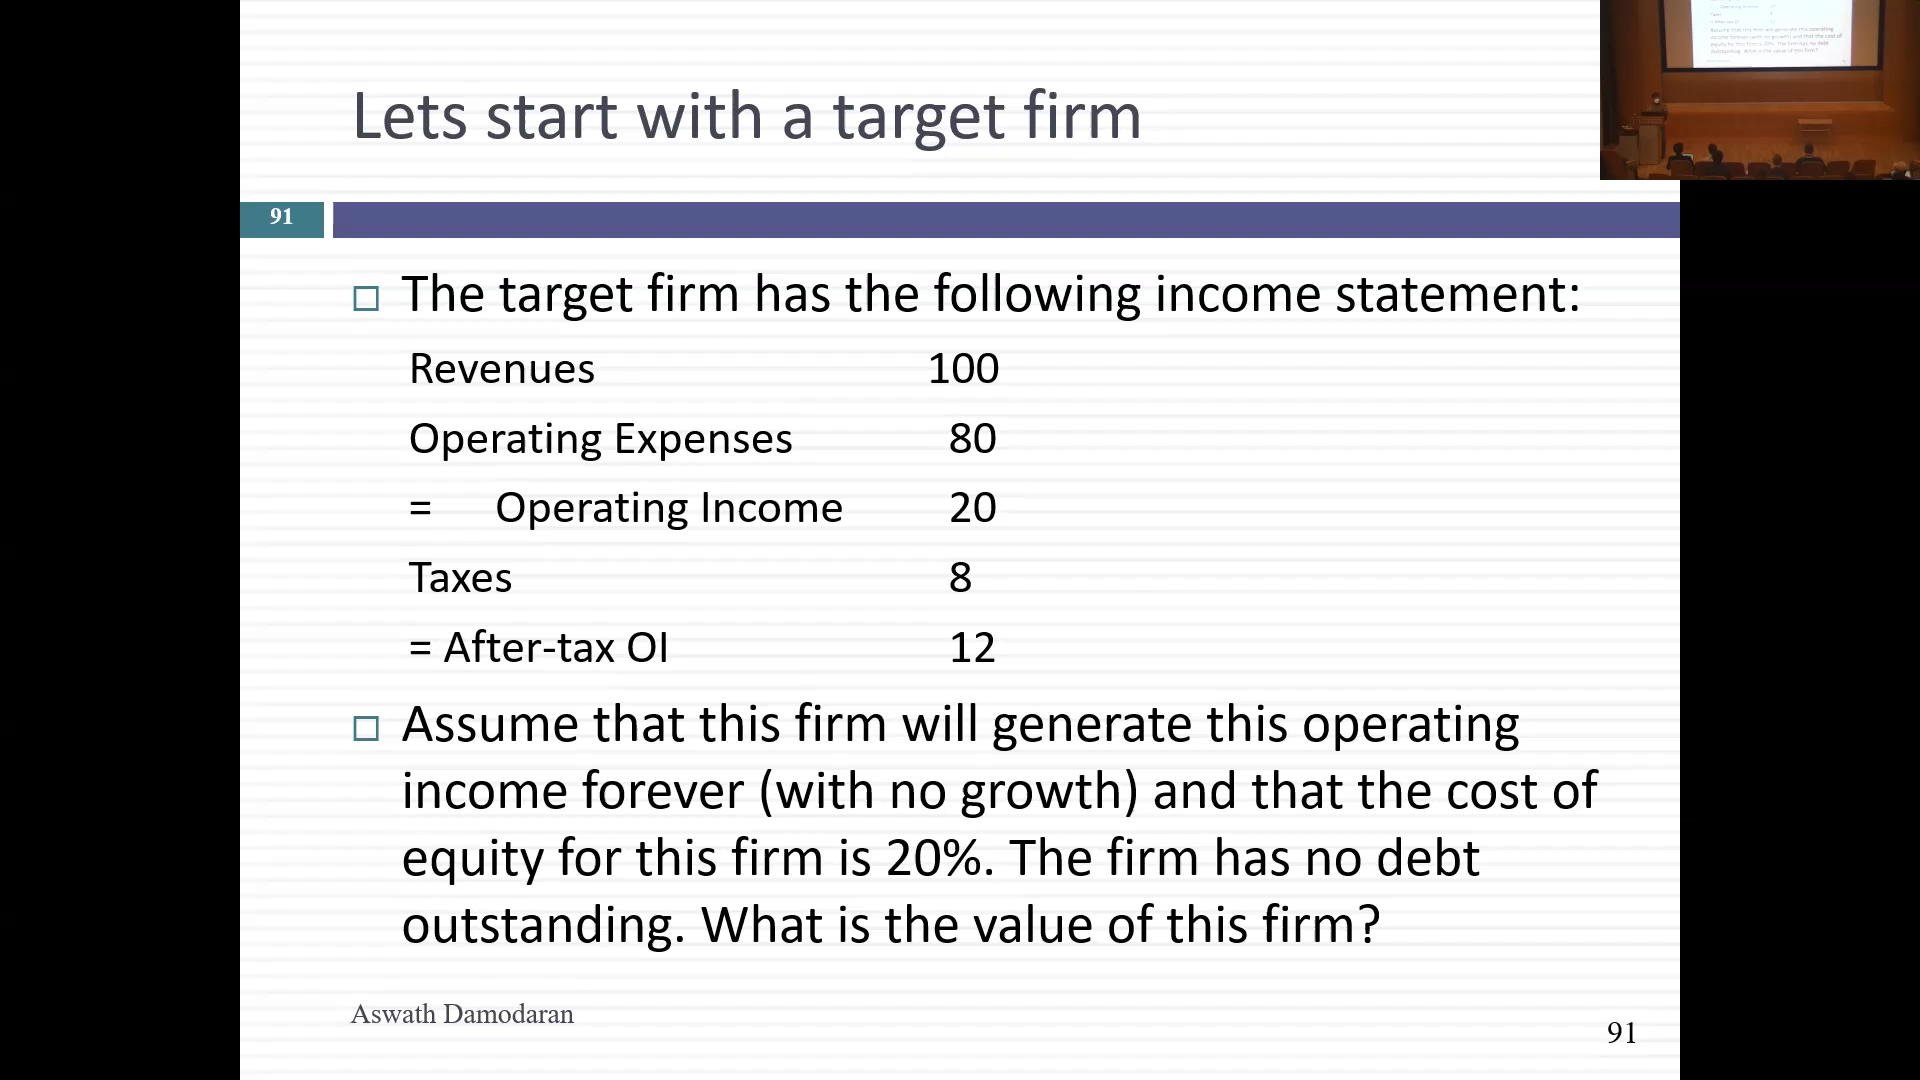 Lets start with a target firm
91
□ The target firm has the following income statement:
Revenues 100
Operating Expenses 80
= Operating Income 20
Taxes 8
= After-tax OI 12
□ Assume that this firm will generate this operating
income forever (with no growth) and that the cost of
equity for this firm is 20%. The firm has no debt
outstanding. What is the value of this firm?
Aswath Damodaran
91